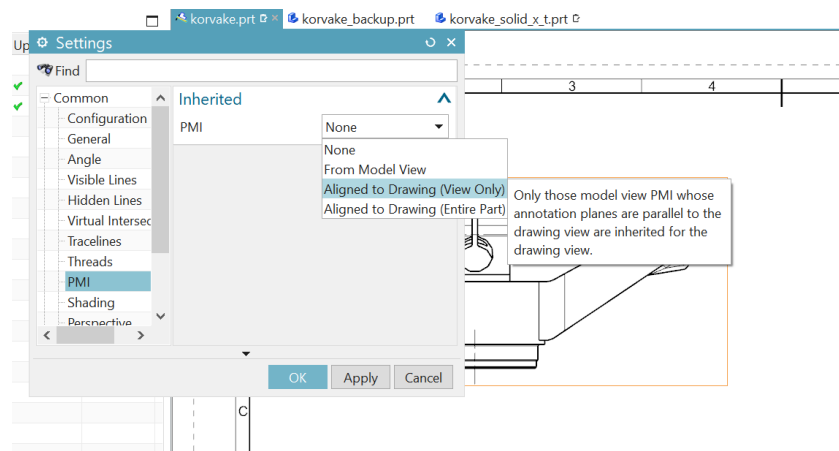 korvake.prt
korvake_backup.prt
korvake_solid_x_t.prt
Up
Settings
Find
Common
Configuration
General
Angle
Visible Lines
Hidden Lines
Virtual Intersec
Tracelines
Threads
PMI
Shading
Perspective
Inherited
PMI
None
None
From Model View
Aligned to Drawing (View Only)
Aligned to Drawing (Entire Part)
Only those model view PMI whose
annotation planes are parallel to the
drawing view are inherited for the
drawing view.
OK
Apply
Cancel
3
4
C